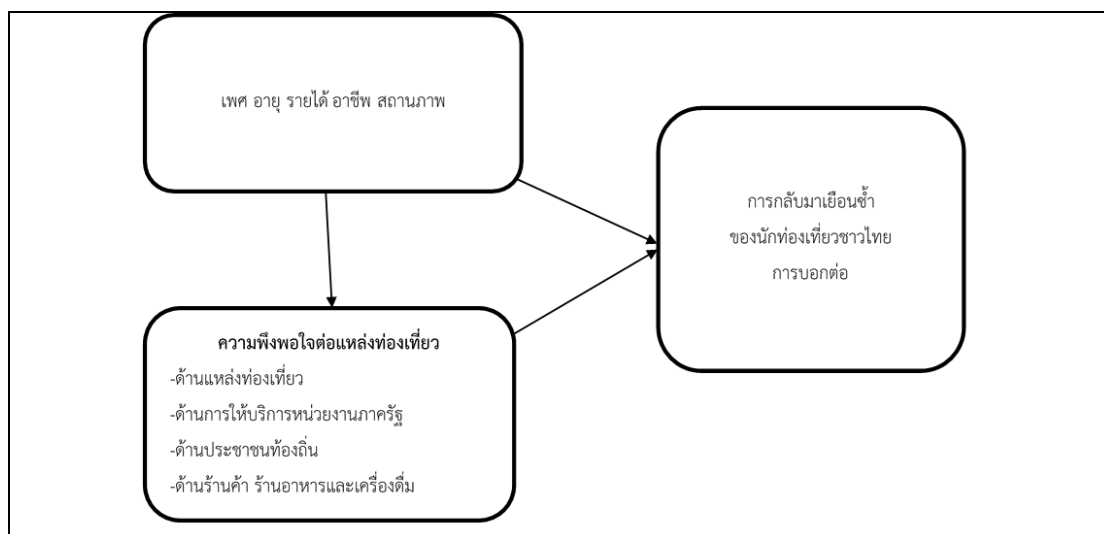 เพศ อายุ รายได้ อาชีพ สถานภาพ
การกลับมาเยือนซ้ำ
ของนักท่องเที่ยวชาวไทย
การบอกต่อ
ความพึงพอใจต่อแหล่งท่องเที่ยว
-ด้านแหล่งท่องเที่ยว
-ด้านการให้บริการหน่วยงานภาครัฐ
-ด้านประชาชนท้องถิ่น
-ด้านร้านค้า ร้านอาหารและเครื่องดื่ม